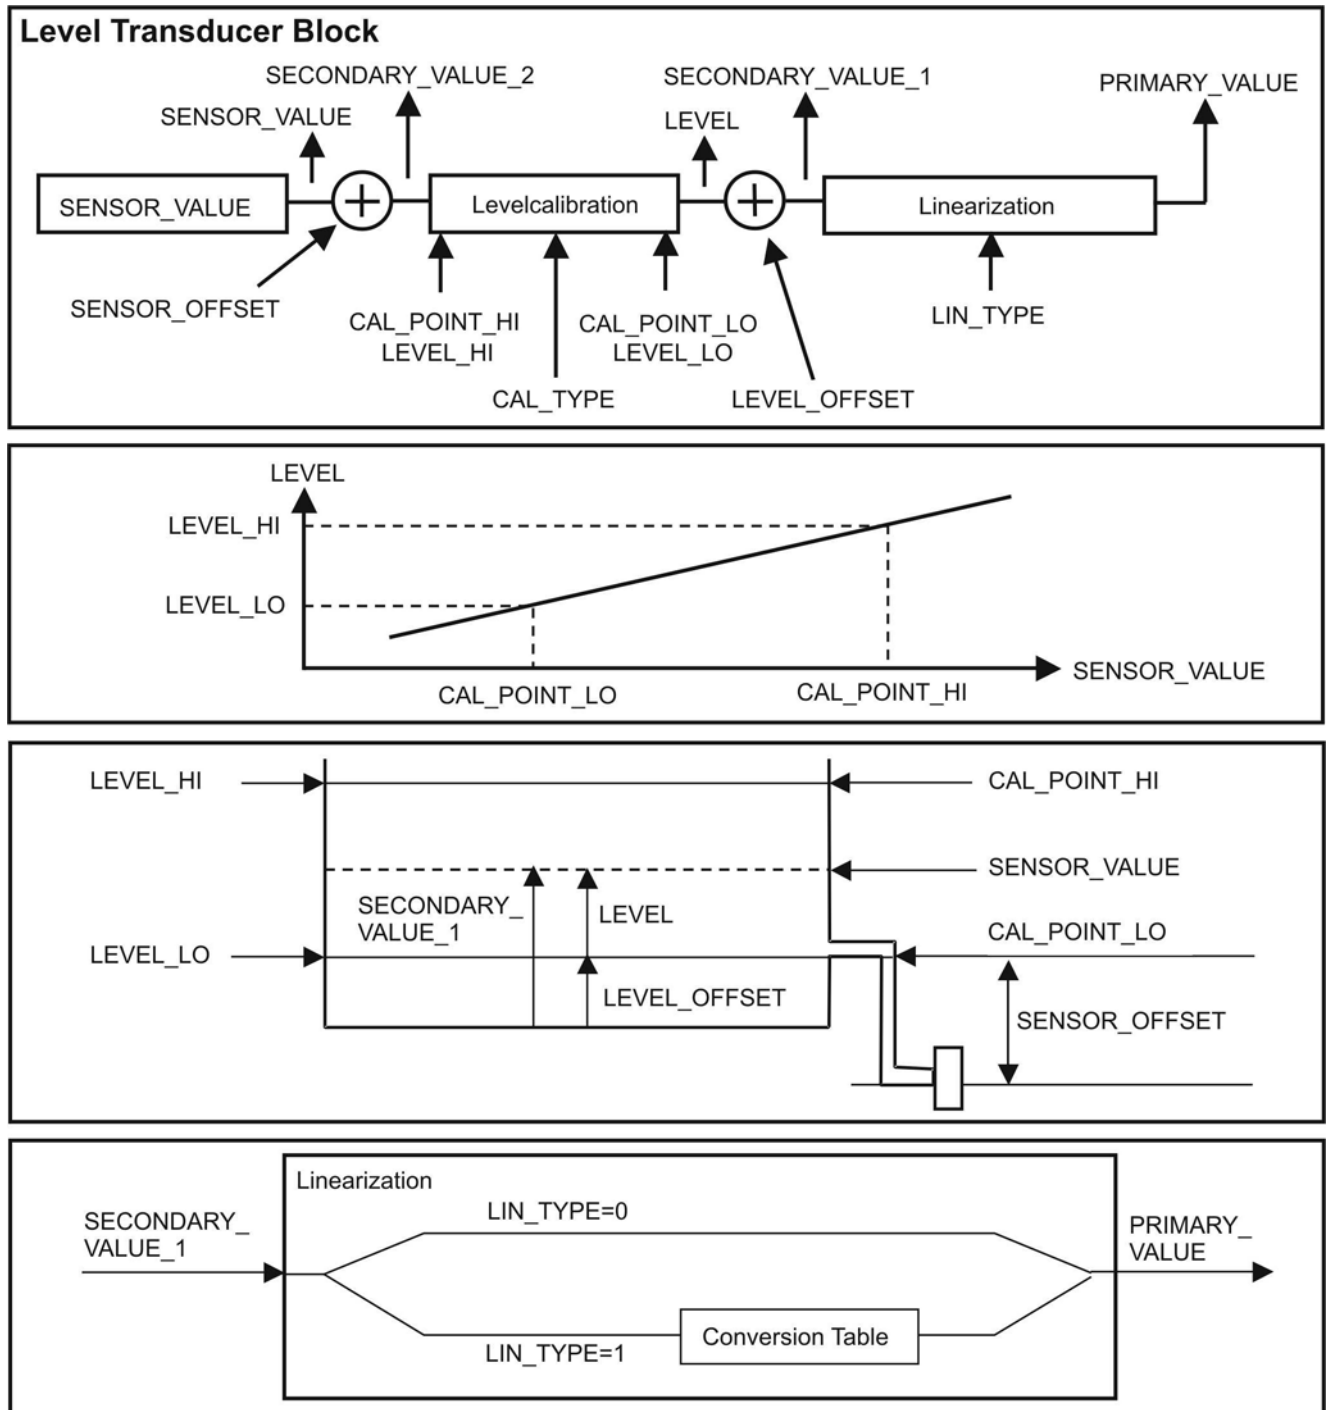 Level Transducer Block
SECONDARY_VALUE_2
SECONDARY_VALUE_1
PRIMARY_VALUE
SENSOR_VALUE
LEVEL
SENSOR_VALUE
Levelcalibration
Linearization
SENSOR_OFFSET
CAL_POINT_HI
LEVEL_HI
CAL_POINT_LO
LEVEL_LO
LIN_TYPE
CAL_TYPE
LEVEL_OFFSET
LEVEL
LEVEL_HI
LEVEL_LO
SENSOR_VALUE
CAL_POINT_LO
CAL_POINT_HI
LEVEL_HI
CAL_POINT_HI
SENSOR_VALUE
SECONDARY_
VALUE_1
LEVEL
LEVEL_LO
CAL_POINT_LO
LEVEL_OFFSET
SENSOR_OFFSET
Linearization
SECONDARY_
VALUE_1
LIN_TYPE=0
PRIMARY_
VALUE
LIN_TYPE=1
Conversion Table